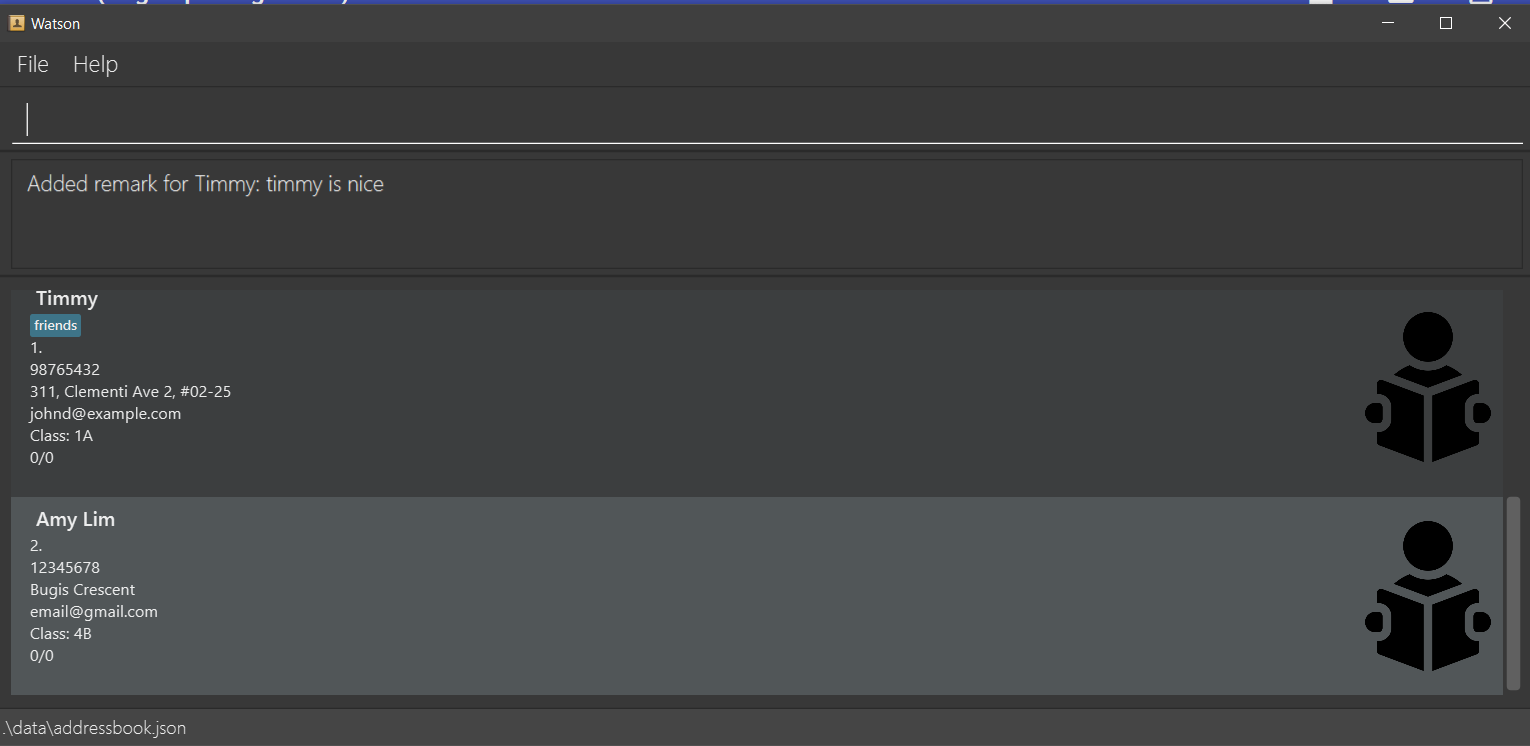 Watson
File Help
Added remark for Timmy: timmy is nice
Timmy
friends
1.
98765432
311, Clementi Ave 2, #02-25
johnd@example.com
Class: 1A
0/0
Amy Lim
2.
12345678
Bugis Crescent
email@gmail.com
Class: 4B
0/0
.\data\addressbook.json